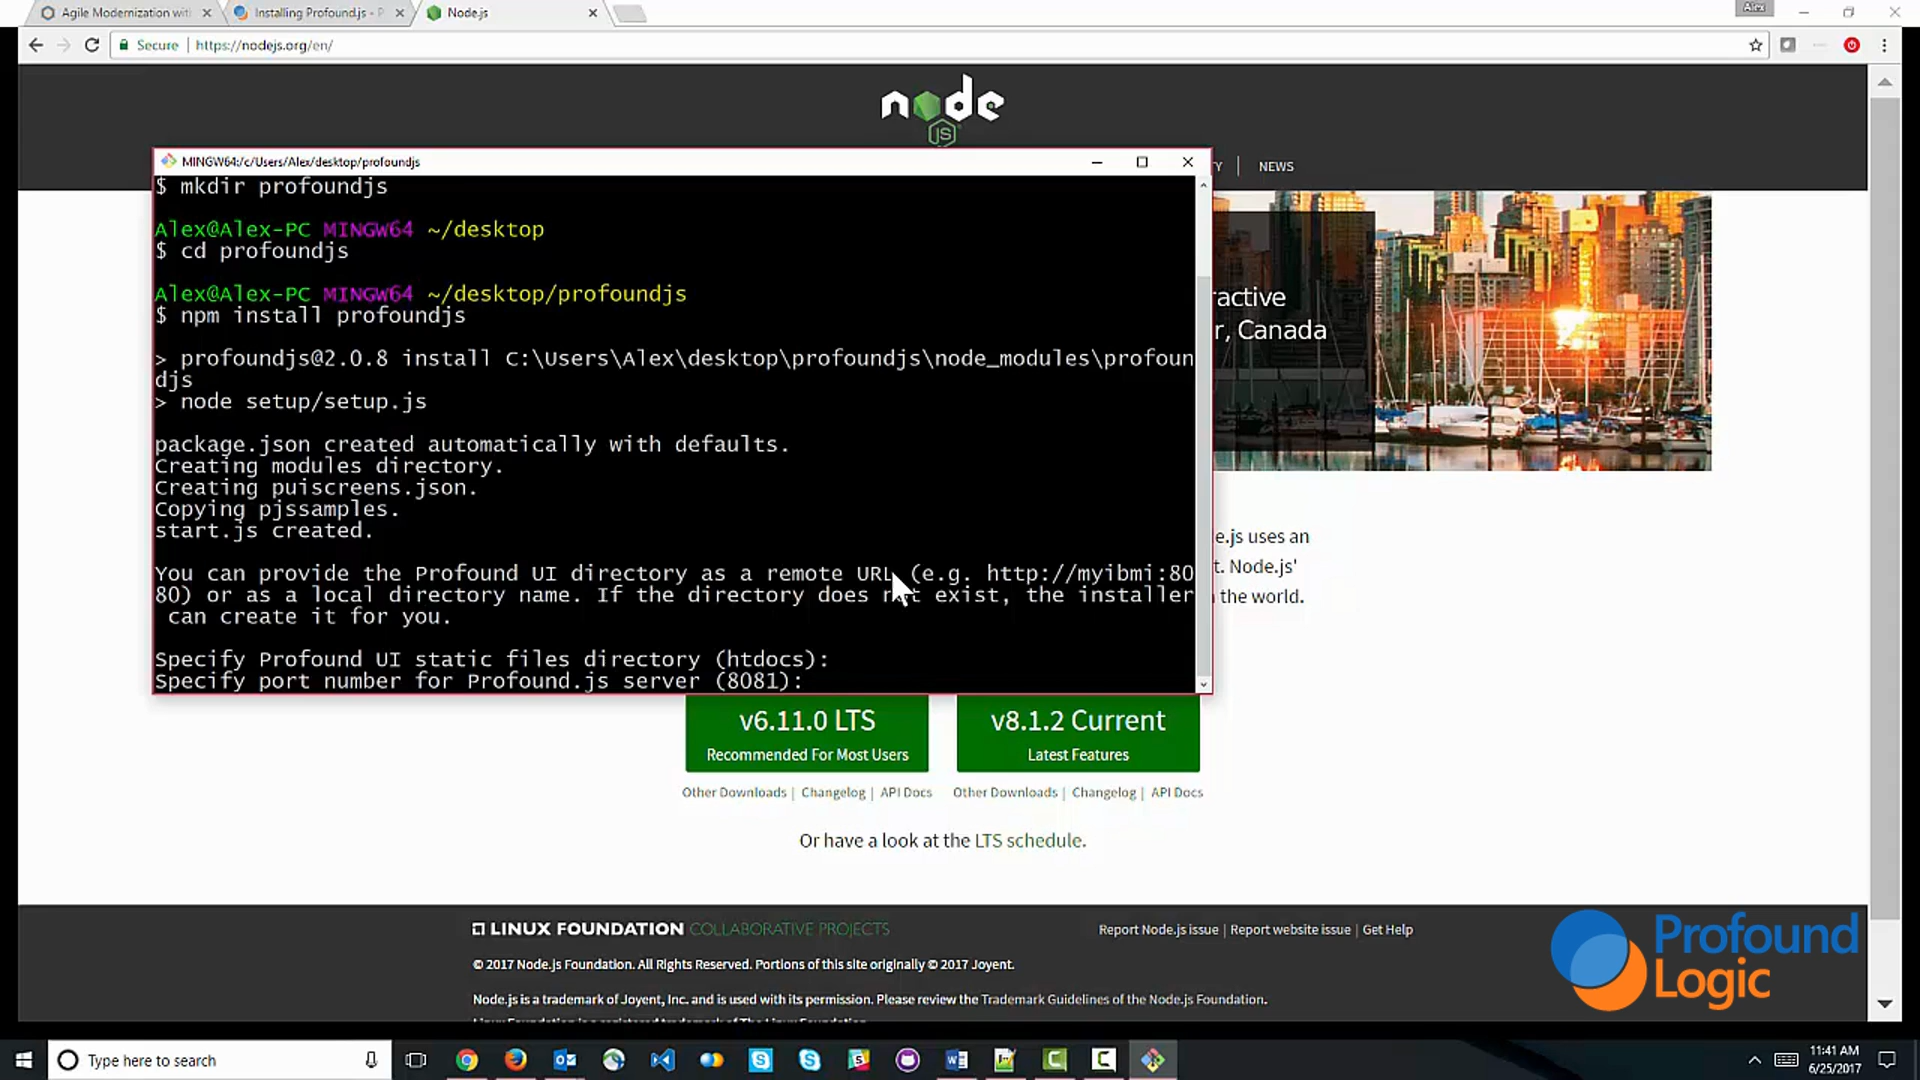 Agile Modernization with
Installing Profound.js - P
Node.js
Alex
Secure
https://nodejs.org/en/
node
JS
MINGW64:/c/Users/Alex/desktop/profoundjs
NEWS
$ mkdir profoundjs
Alex@Alex-PC MINGW64 ~/desktop
$ cd profoundjs
Alex@Alex-PC MINGW64 ~/desktop/profoundjs
$ npm install profoundjs
> profoundjs@2.0.8 install C:\Users\Alex\desktop\profoundjs\node_modules\profoun
djs
> node setup/setup.js
package.json created automatically with defaults.
Creating modules directory.
Creating puiscreens.json.
Copying pjssamples.
start.js created.
You can provide the Profound UI directory as a remote URL (e.g. http://myibmi:80
80) or as a local directory name. If the directory does not exist, the installer
can create it for you.
Specify Profound UI static files directory (htdocs):
Specify port number for Profound.js server (8081):
ractive
r, Canada
e.js uses an
t. Node.js'
the world.
v6.11.0 LTS
Recommended For Most Users
v8.1.2 Current
Latest Features
Other Downloads | Changelog | API Docs
Other Downloads | Changelog | API Docs
Or have a look at the LTS schedule.
LINUX FOUNDATION COLLABORATIVE PROJECTS
Report Node.js issue | Report website issue | Get Help
© 2017 Node.js Foundation. All Rights Reserved. Portions of this site originally © 2017 Joyent.
Node.js is a trademark of Joyent, Inc. and is used with its permission. Please review the Trademark Guidelines of the Node.js Foundation.
Profound
Logic
Type here to search
11:41 AM
6/25/2017